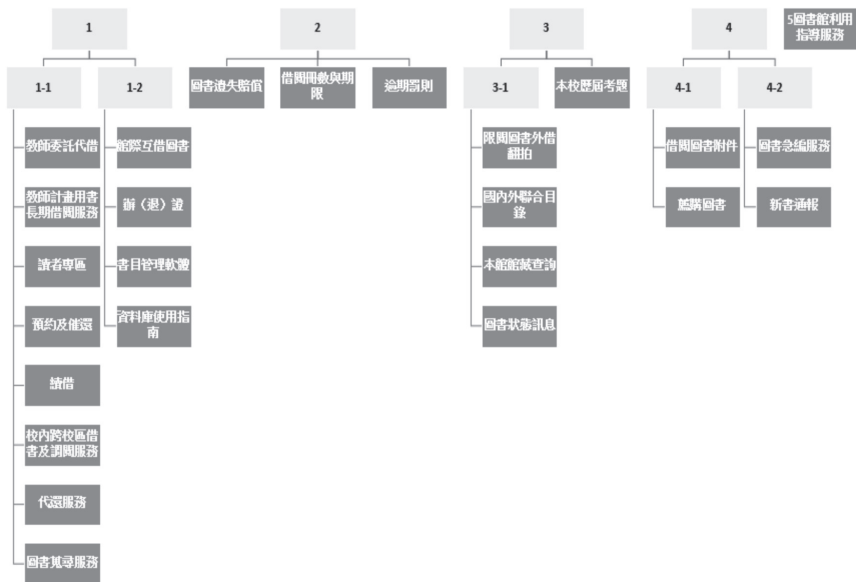 1
2
3
4
5圖書館利用
指導服務
1-1
1-2
圖書遺失賠償
借閱冊數與期
限
逾期罰則
3-1
本校歷屆考題
4-1
4-2
教師委託代借
館際互借圖書
限閱圖書外借
翻拍
借閱圖書附件
圖書急編服務
教師計畫用書
長期借閱服務
辦（退）證
國內外聯合目
錄
薦購圖書
新書通報
讀者專區
書目管理軟體
本館館藏查詢
預約及催還
資料庫使用指
南
圖書狀態訊息
續借
校內跨校區借
書及調閱服務
代還服務
圖書蒐尋服務